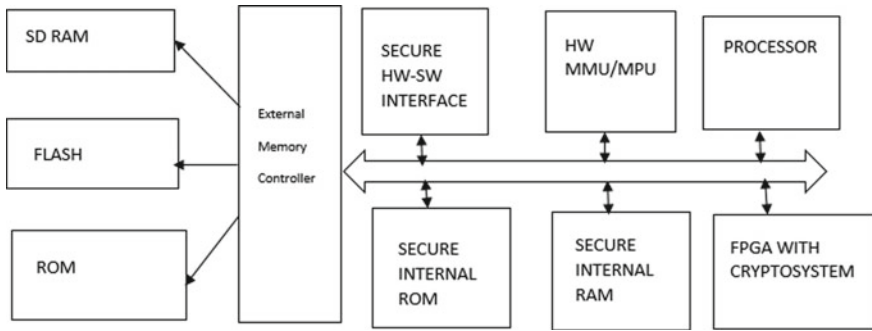 SD RAM
FLASH
ROM
External
Memory
Controller
SECURE
HW-SW
INTERFACE
HW
MMU/MPU
PROCESSOR
SECURE
INTERNAL
ROM
SECURE
INTERNAL
RAM
FPGA WITH
CRYPTOSYSTEM